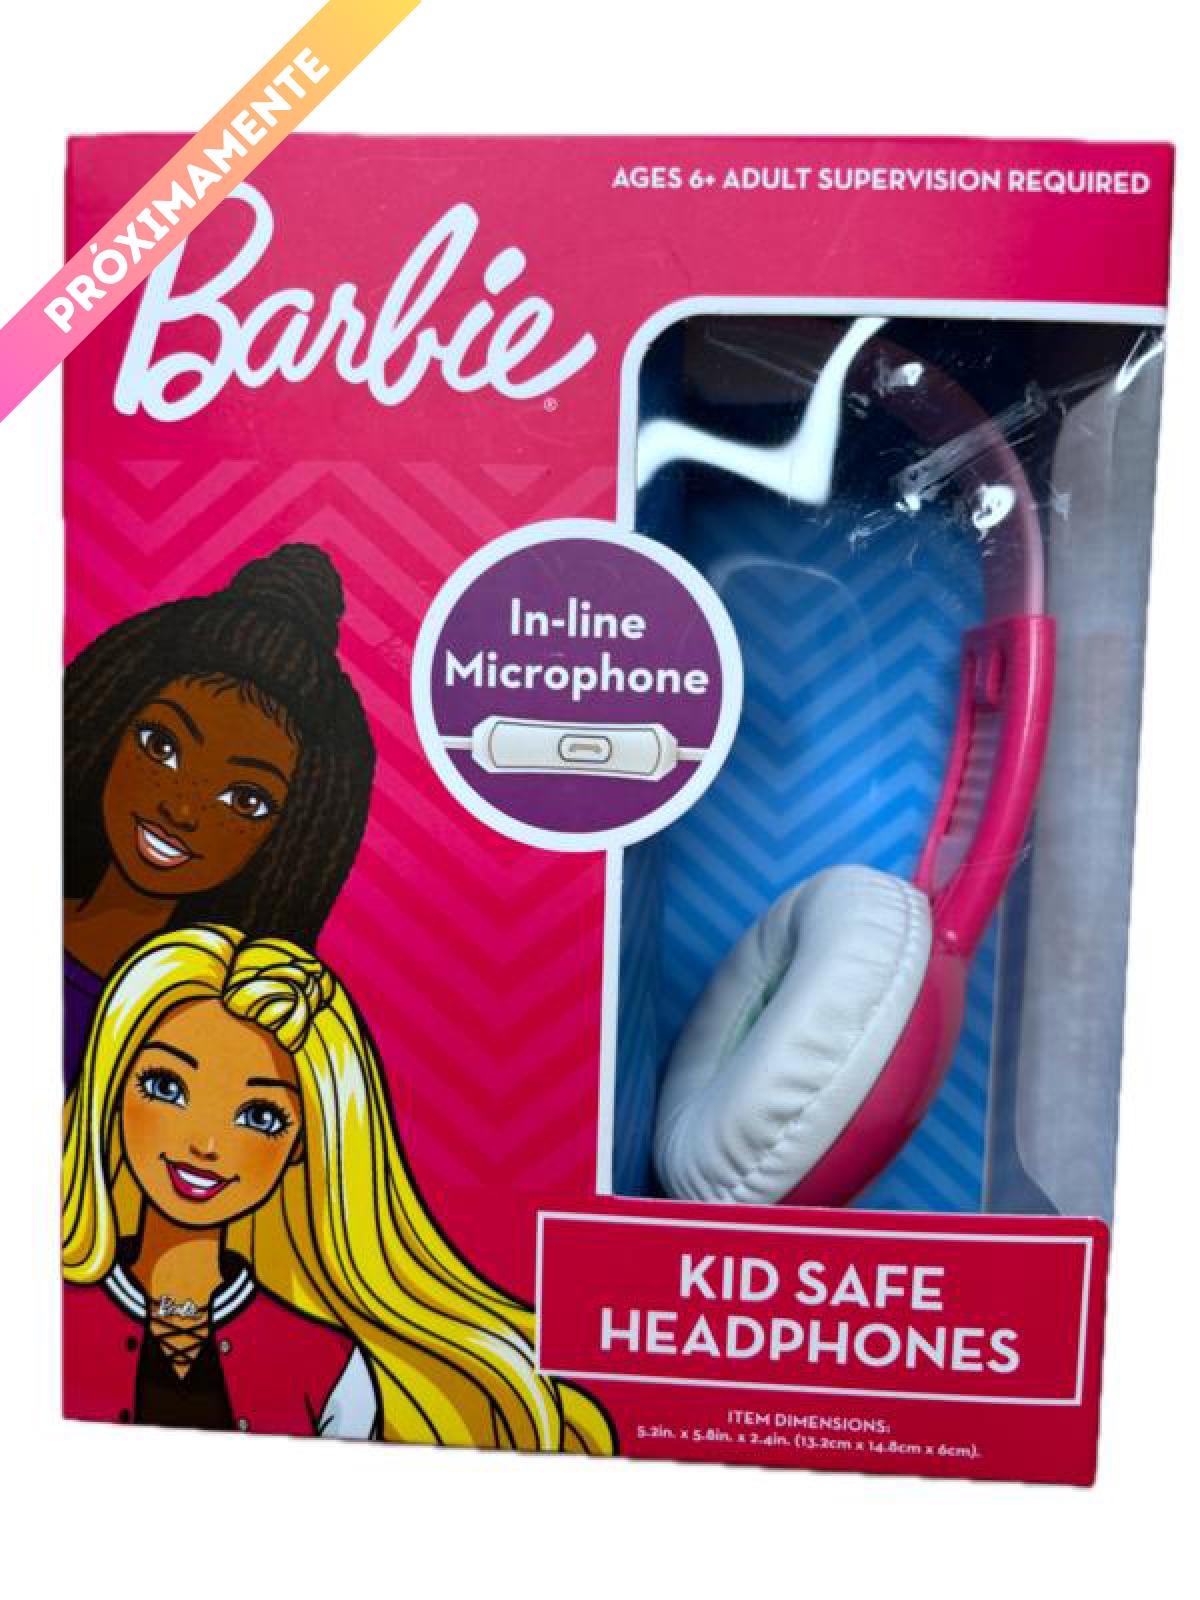 PRÓXIMAMENTE
AGES 6+ ADULT SUPERVISION REQUIRED
Barbie®
In-line
Microphone
Barbie
KID SAFE
HEADPHONES
ITEM DIMENSIONS:
5.2in. x 5.8in. x 2.4in. (13.2cm x 14.8cm x 6cm).